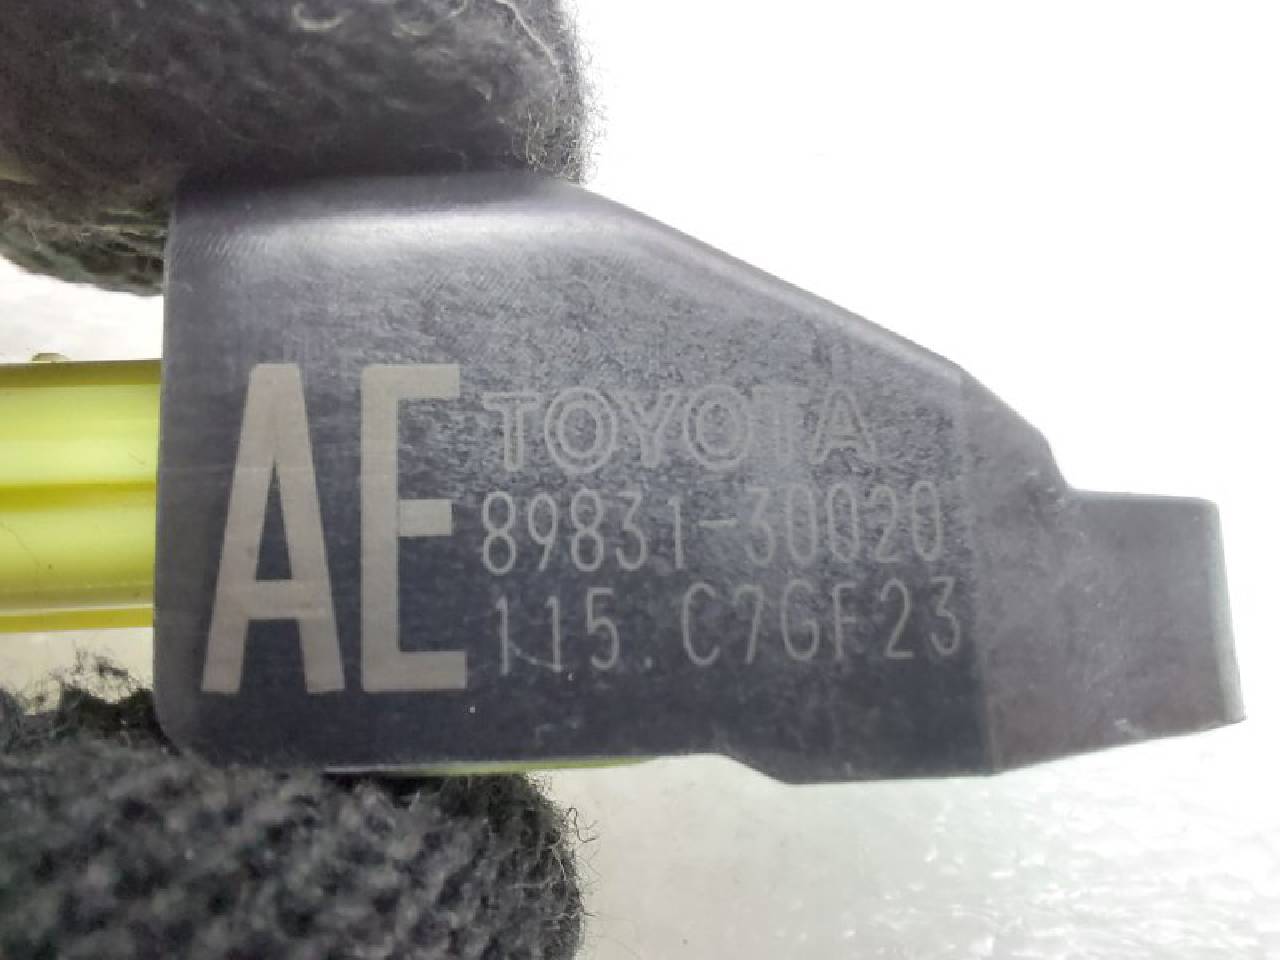 AE
TOYOTA
89831-30020
115. C7GF23